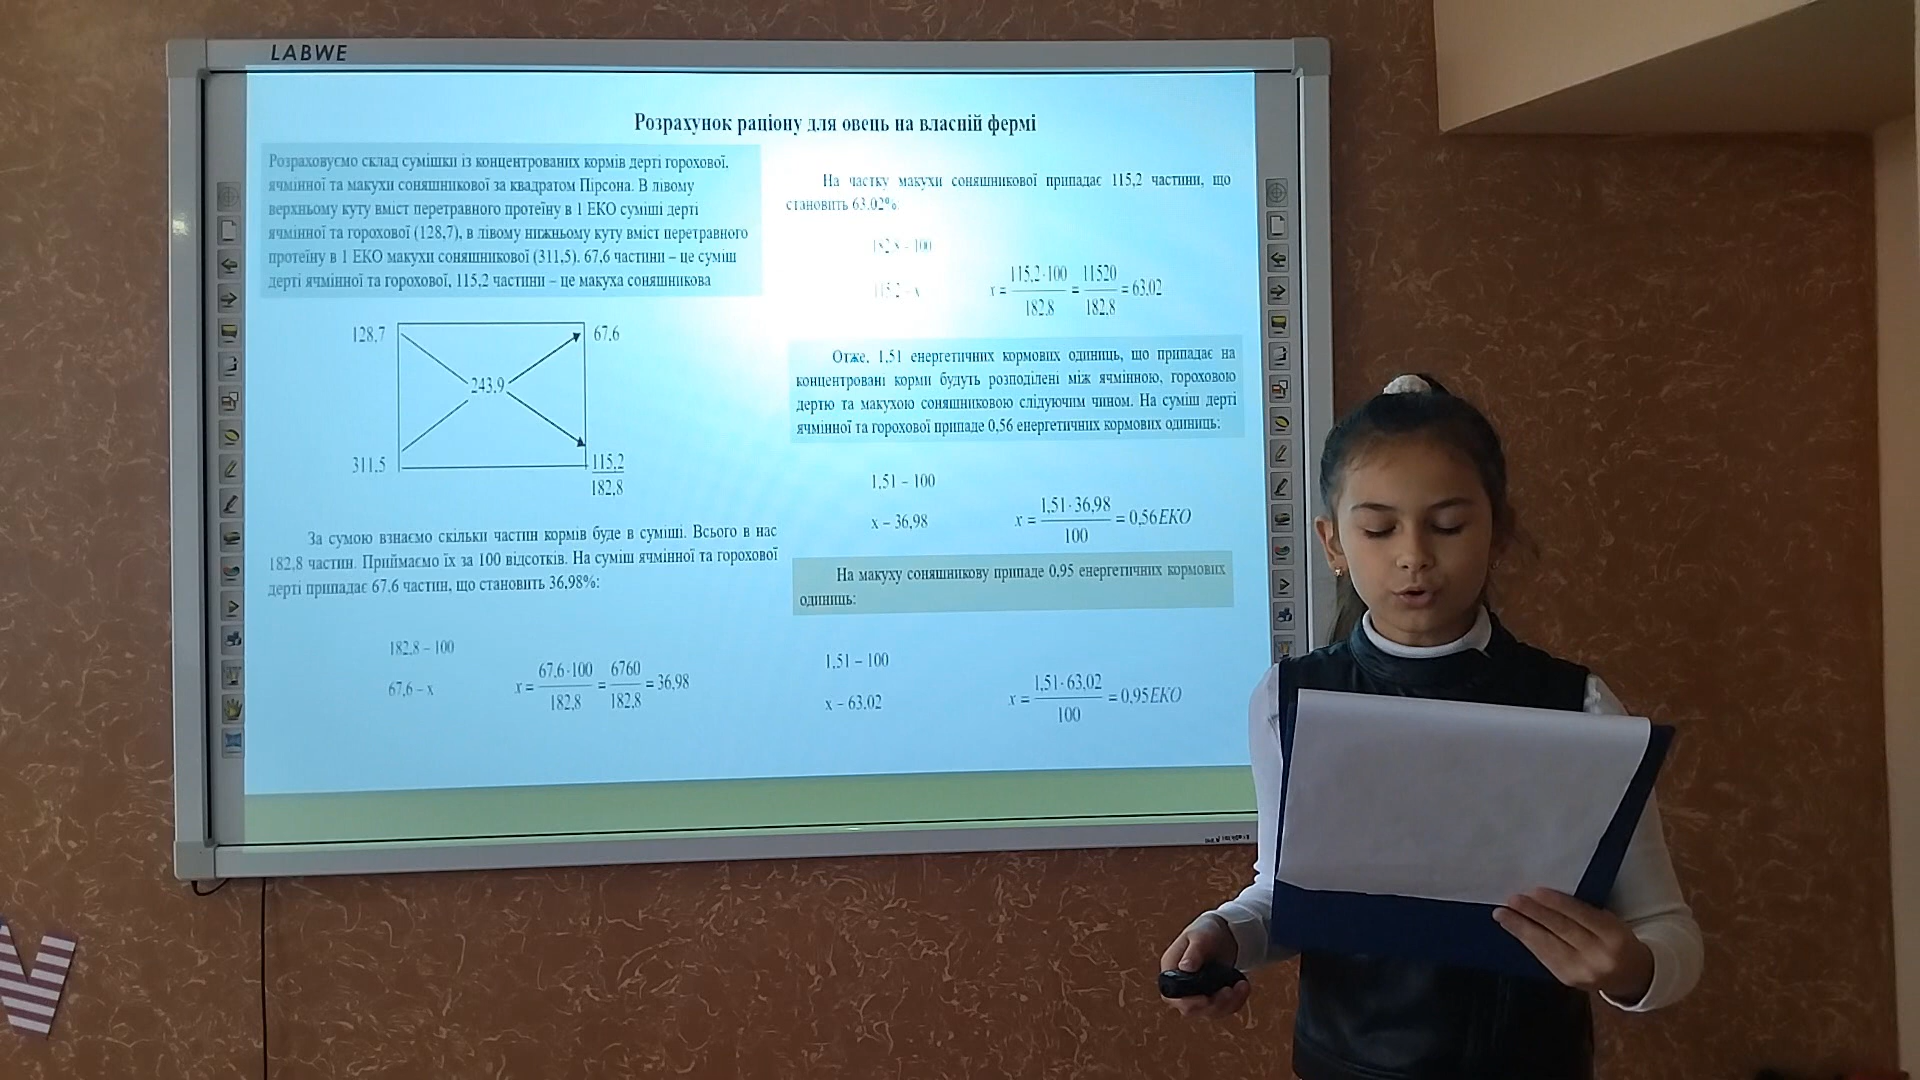 LABWE
Розрахунок раціону для овець на власній фермі
Розраховуємо склад сумішки із концентрованих кормів дерті горохової,
ячмінної та макухи соняшникової за квадратом Пірсона. В лівому
верхньому куту вміст перетравного протеїну в 1 ЕКО суміші дерті
ячмінної та горохової (128,7), в лівому нижньому куту вміст перетравного
протеїну в 1 ЕКО макухи соняшникової (311,5). 67,6 частини – це суміш
дерті ячмінної та горохової, 115,2 частини – це макуха соняшникова
128,7
67,6
243,9
311,5
115,2
182,8
За сумою взнаємо скільки частин кормів буде в суміші. Всього в нас
182,8 частин. Приймаємо їх за 100 відсотків. На суміш ячмінної та горохової
дерті припадає 67,6 частин, що становить 36,98%:
182,8 – 100
67,6 – х
x = 67,6·100 / 182,8 = 6760 / 182,8 = 36,98
На частку макухи соняшникової припадає 115,2 частини, що
становить 63,02%:
182,8 – 100
115,2 – х
x = 115,2·100 / 182,8 = 11520 / 182,8 = 63,02
Отже, 1,51 енергетичних кормових одиниць, що припадає на
концентровані корми будуть розподілені між ячмінною, гороховою
дертю та макухою соняшниковою слідуючим чином. На суміш дерті
ячмінної та горохової припаде 0,56 енергетичних кормових одиниць:
1,51 – 100
х – 36,98
x = 1,51·36,98 / 100 = 0,56ЕКО
На макуху соняшникову припаде 0,95 енергетичних кормових
одиниць:
1,51 – 100
х – 63,02
x = 1,51·63,02 / 100 = 0,95ЕКО